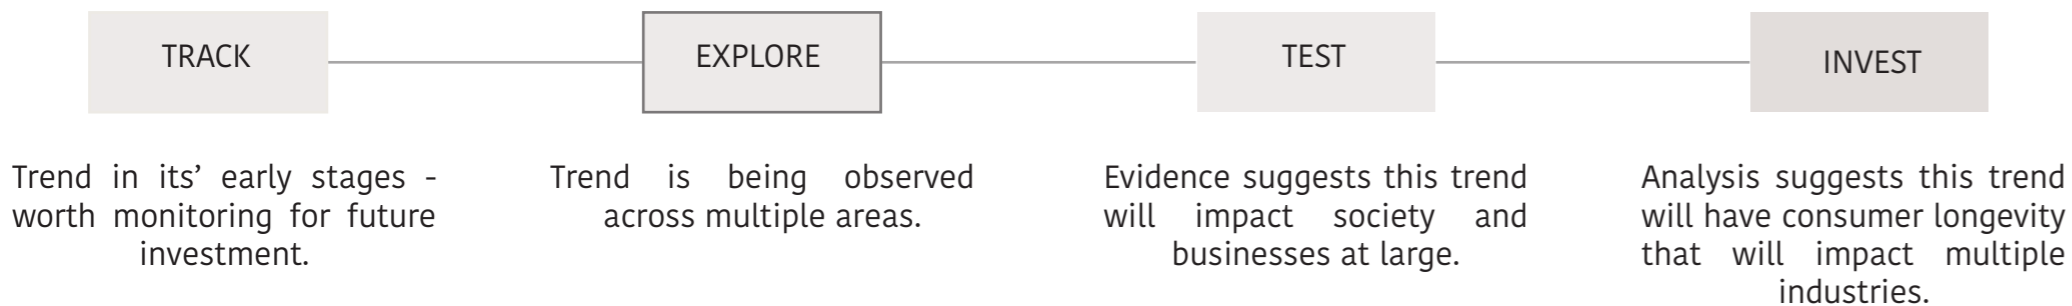 TRACK
EXPLORE
TEST
INVEST
Trend in its’ early stages -
worth monitoring for future
investment.
Trend is being observed
across multiple areas.
Evidence suggests this trend
will impact society and
businesses at large.
Analysis suggests this trend
will have consumer longevity
that will impact multiple
industries.